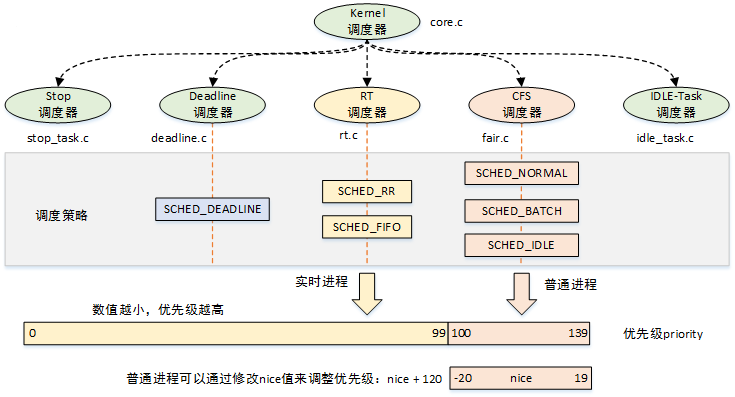 Kernel
调度器
core.c
Stop
调度器
Deadline
调度器
RT
调度器
CFS
调度器
IDLE-Task
调度器
stop_task.c
deadline.c
rt.c
fair.c
idle_task.c
调度策略
SCHED_DEADLINE
SCHED_RR
SCHED_FIFO
SCHED_NORMAL
SCHED_BATCH
SCHED_IDLE
实时进程
普通进程
数值越小，优先级越高
0
99
100
139
优先级priority
普通进程可以通过修改nice值来调整优先级：nice + 120
-20
nice
19